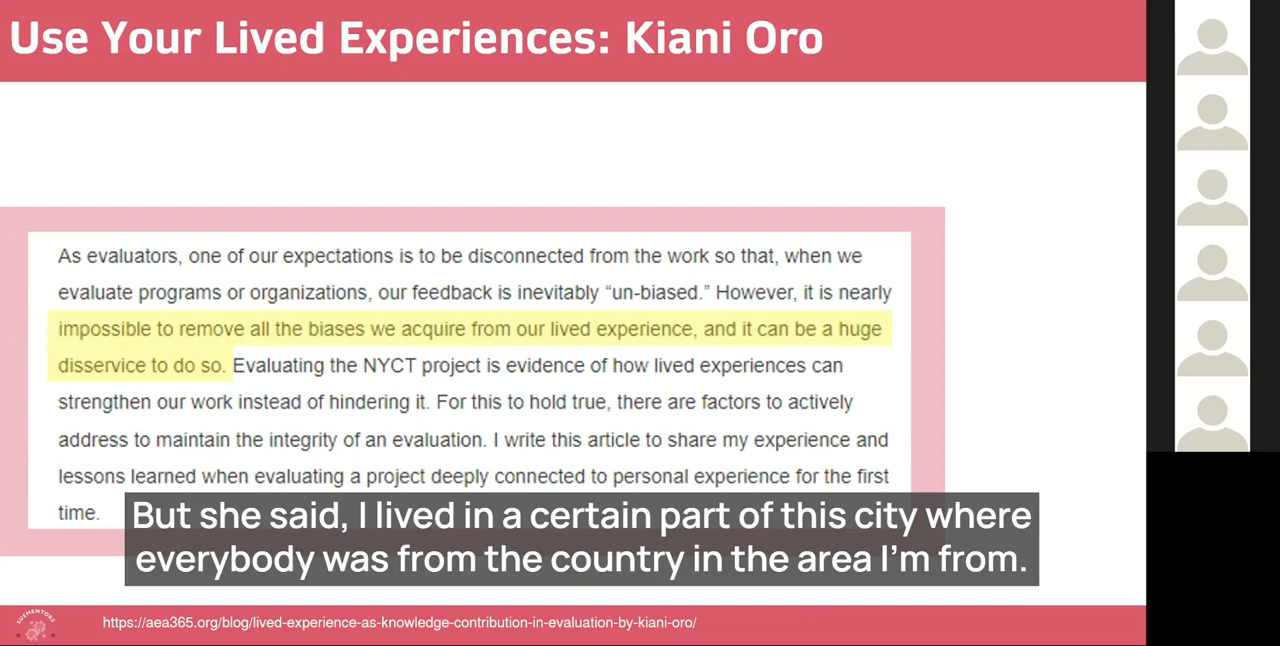 Use Your Lived Experiences: Kiani Oro
As evaluators, one of our expectations is to be disconnected from the work so that, when we
evaluate programs or organizations, our feedback is inevitably “un-biased.” However, it is nearly
impossible to remove all the biases we acquire from our lived experience, and it can be a huge
disservice to do so. Evaluating the NYCT project is evidence of how lived experiences can
strengthen our work instead of hindering it. For this to hold true, there are factors to actively
address to maintain the integrity of an evaluation. I write this article to share my experience and
lessons learned when evaluating a project deeply connected to personal experience for the first
time.
But she said, I lived in a certain part of this city where
everybody was from the country in the area I'm from.
https://aea365.org/blog/lived-experience-as-knowledge-contribution-in-evaluation-by-kiani-oro/